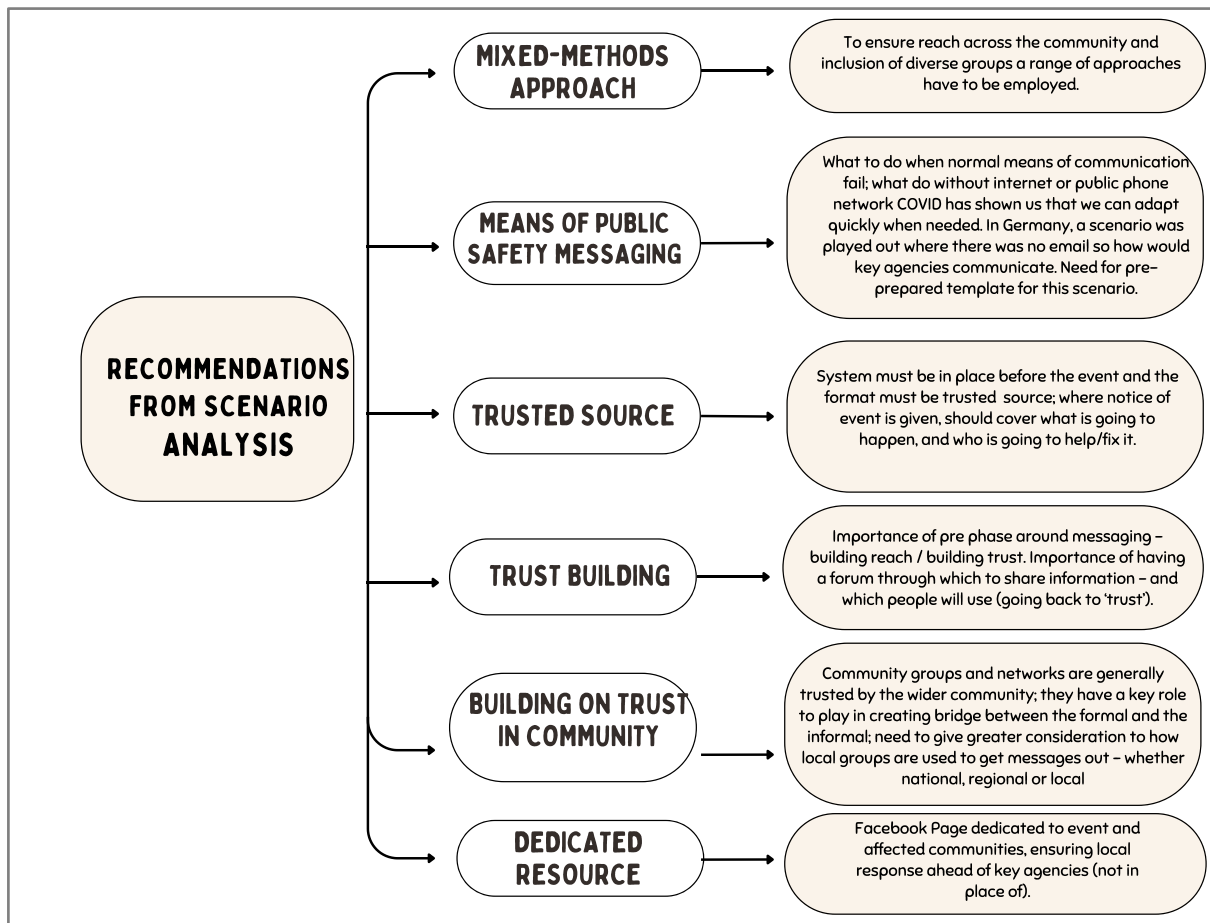 RECOMMENDATIONS
FROM SCENARIO
ANALYSIS
MIXED-METHODS
APPROACH
To ensure reach across the community and
inclusion of diverse groups a range of approaches
have to be employed.
MEANS OF PUBLIC
SAFETY MESSAGING
What to do when normal means of communication
fail; what do without internet or public phone
network COVID has shown us that we can adapt
quickly when needed. In Germany, a scenario was
played out where there was no email so how would
key agencies communicate. Need for pre-
prepared template for this scenario.
TRUSTED SOURCE
System must be in place before the event and the
format must be trusted source; where notice of
event is given, should cover what is going to
happen, and who is going to help/fix it.
TRUST BUILDING
Importance of pre phase around messaging –
building reach / building trust. Importance of having
a forum through which to share information – and
which people will use (going back to ‘trust’).
BUILDING ON TRUST
IN COMMUNITY
Community groups and networks are generally
trusted by the wider community; they have a key role
to play in creating bridge between the formal and the
informal; need to give greater consideration to how
local groups are used to get messages out – whether
national, regional or local
DEDICATED
RESOURCE
Facebook Page dedicated to event and
affected communities, ensuring local
response ahead of key agencies (not in
place of).